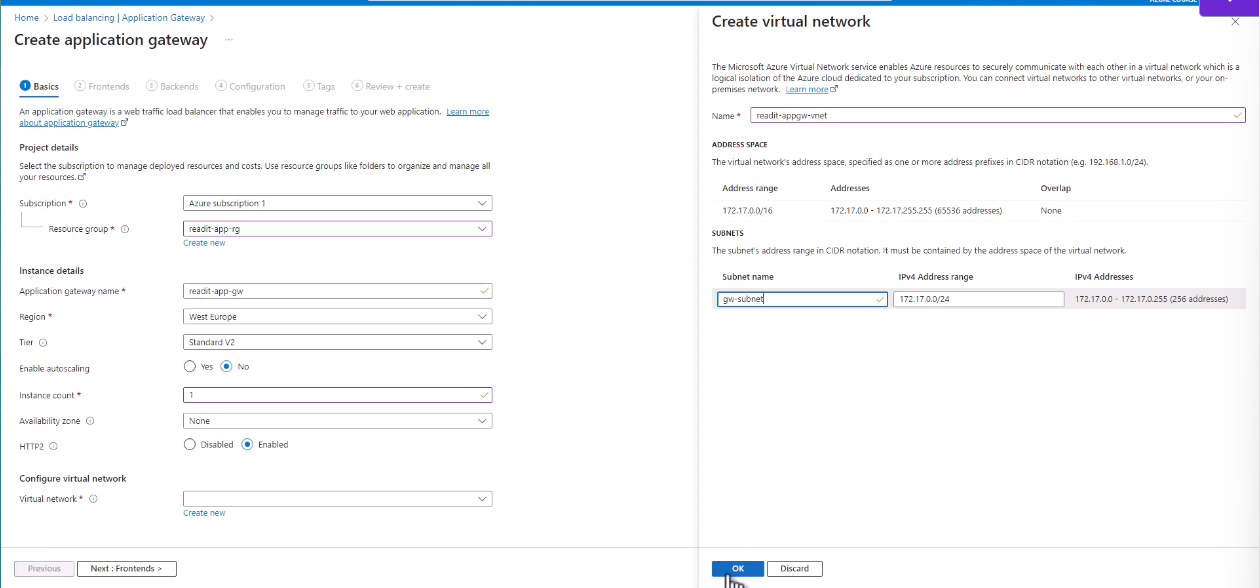 Home > Load balancing | Application Gateway >
Create application gateway ...
1 Basics 2 Frontends 3 Backends 4 Configuration 5 Tags 6 Review + create
An application gateway is a web traffic load balancer that enables you to manage traffic to your web application. Learn more
about application gateway
Project details
Select the subscription to manage deployed resources and costs. Use resource groups like folders to organize and manage all
your resources.
Subscription * Azure subscription 1
Resource group * readit-app-rg
Create new
Instance details
Application gateway name * readit-app-gw
Region * West Europe
Tier Standard V2
Enable autoscaling Yes No
Instance count * 1
Availability zone None
HTTP2 Disabled Enabled
Configure virtual network
Virtual network *
Create new
Previous Next : Frontends >
Create virtual network
The Microsoft Azure Virtual Network service enables Azure resources to securely communicate with each other in a virtual network which is a
logical isolation of the Azure cloud dedicated to your subscription. You can connect virtual networks to other virtual networks, or your on-
premises network. Learn more
Name * readit-appgw-vnet
ADDRESS SPACE
The virtual network's address space, specified as one or more address prefixes in CIDR notation (e.g. 192.168.1.0/24).
Address range Addresses Overlap
172.17.0.0/16 172.17.0.0 - 172.17.255.255 (65536 addresses) None
SUBNETS
The subnet's address range in CIDR notation. It must be contained by the address space of the virtual network.
Subnet name IPv4 Address range IPv4 Addresses
gw-subnet 172.17.0.0/24 172.17.0.0 - 172.17.0.255 (256 addresses)
OK Discard